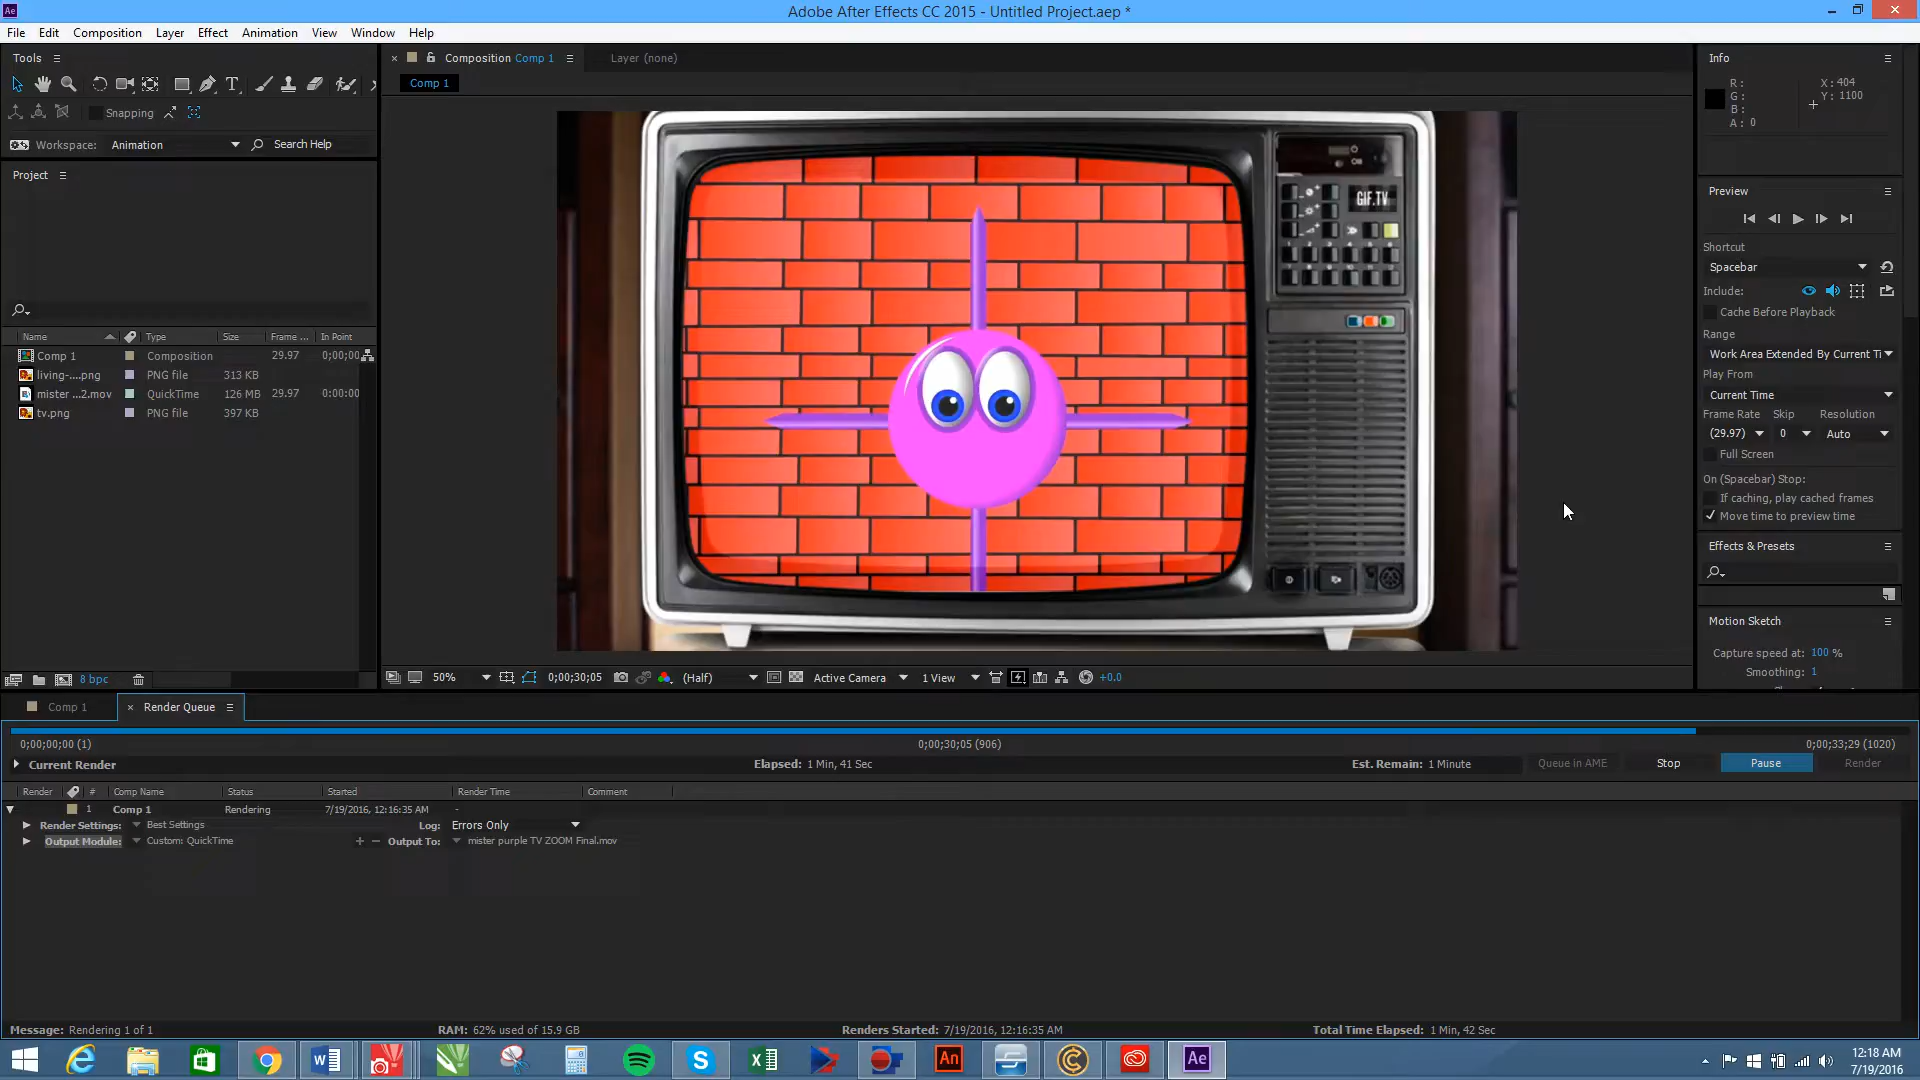 Adobe After Effects CC 2015 - Untitled Project.aep *
File Edit Composition Layer Effect Animation View Window Help
Tools
Snapping
Workspace: Animation Search Help
Project
Name Type Size Frame ... In Point
Comp 1 Composition 29.97 0;00;00
living-....png PNG file 313 KB
mister ...2.mov QuickTime 126 MB 29.97 0:00:00
tv.png PNG file 397 KB
8 bpc
Composition Comp 1 Layer (none)
Comp 1
GIF.TV
50% 0;00;30;05 (Half) Active Camera 1 View +0.0
Info
R :
G :
B :
A : 0
X : 404
Y : 1100
Preview
Shortcut
Spacebar
Include:
Cache Before Playback
Range
Work Area Extended By Current Ti
Play From
Current Time
Frame Rate Skip Resolution
(29.97) 0 Auto
Full Screen
On (Spacebar) Stop:
If caching, play cached frames
Move time to preview time
Effects & Presets
Motion Sketch
Capture speed at: 100 %
Smoothing: 1
Comp 1 Render Queue
0;00;00;00 (1) 0;00;30;05 (906) 0;00;33;29 (1020)
Current Render Elapsed: 1 Min, 41 Sec Est. Remain: 1 Minute Queue in AME Stop Pause Render
Render # Comp Name Status Started Render Time Comment
1 Comp 1 Rendering 7/19/2016, 12:16:35 AM -
Render Settings: Best Settings Log: Errors Only
Output Module: Custom: QuickTime + − Output To: mister purple TV ZOOM Final.mov
Message: Rendering 1 of 1 RAM: 62% used of 15.9 GB Renders Started: 7/19/2016, 12:16:35 AM Total Time Elapsed: 1 Min, 42 Sec
An Ae
12:18 AM
7/19/2016